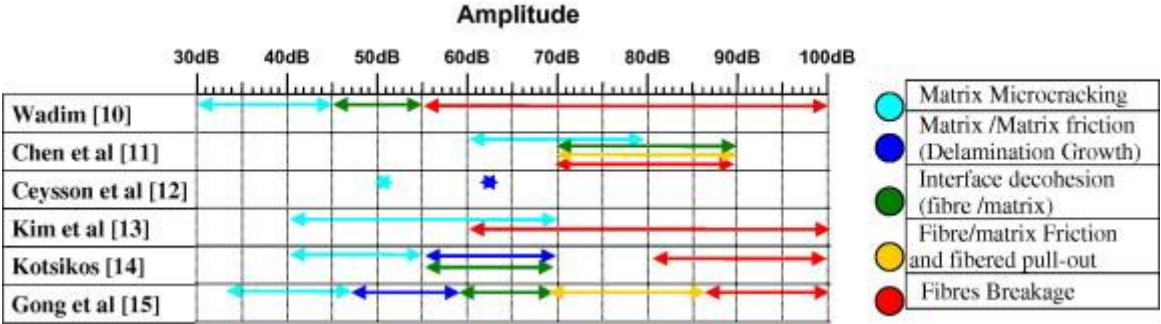 Amplitude
30dB 40dB 50dB 60dB 70dB 80dB 90dB 100dB
Wadim [10]
Chen et al [11]
Ceysson et al [12]
Kim et al [13]
Kotsikos [14]
Gong et al [15]
Matrix Microcracking
Matrix /Matrix friction
(Delamination Growth)
Interface decohesion
(fibre /matrix)
Fibre/matrix Friction
and fibered pull-out
Fibres Breakage